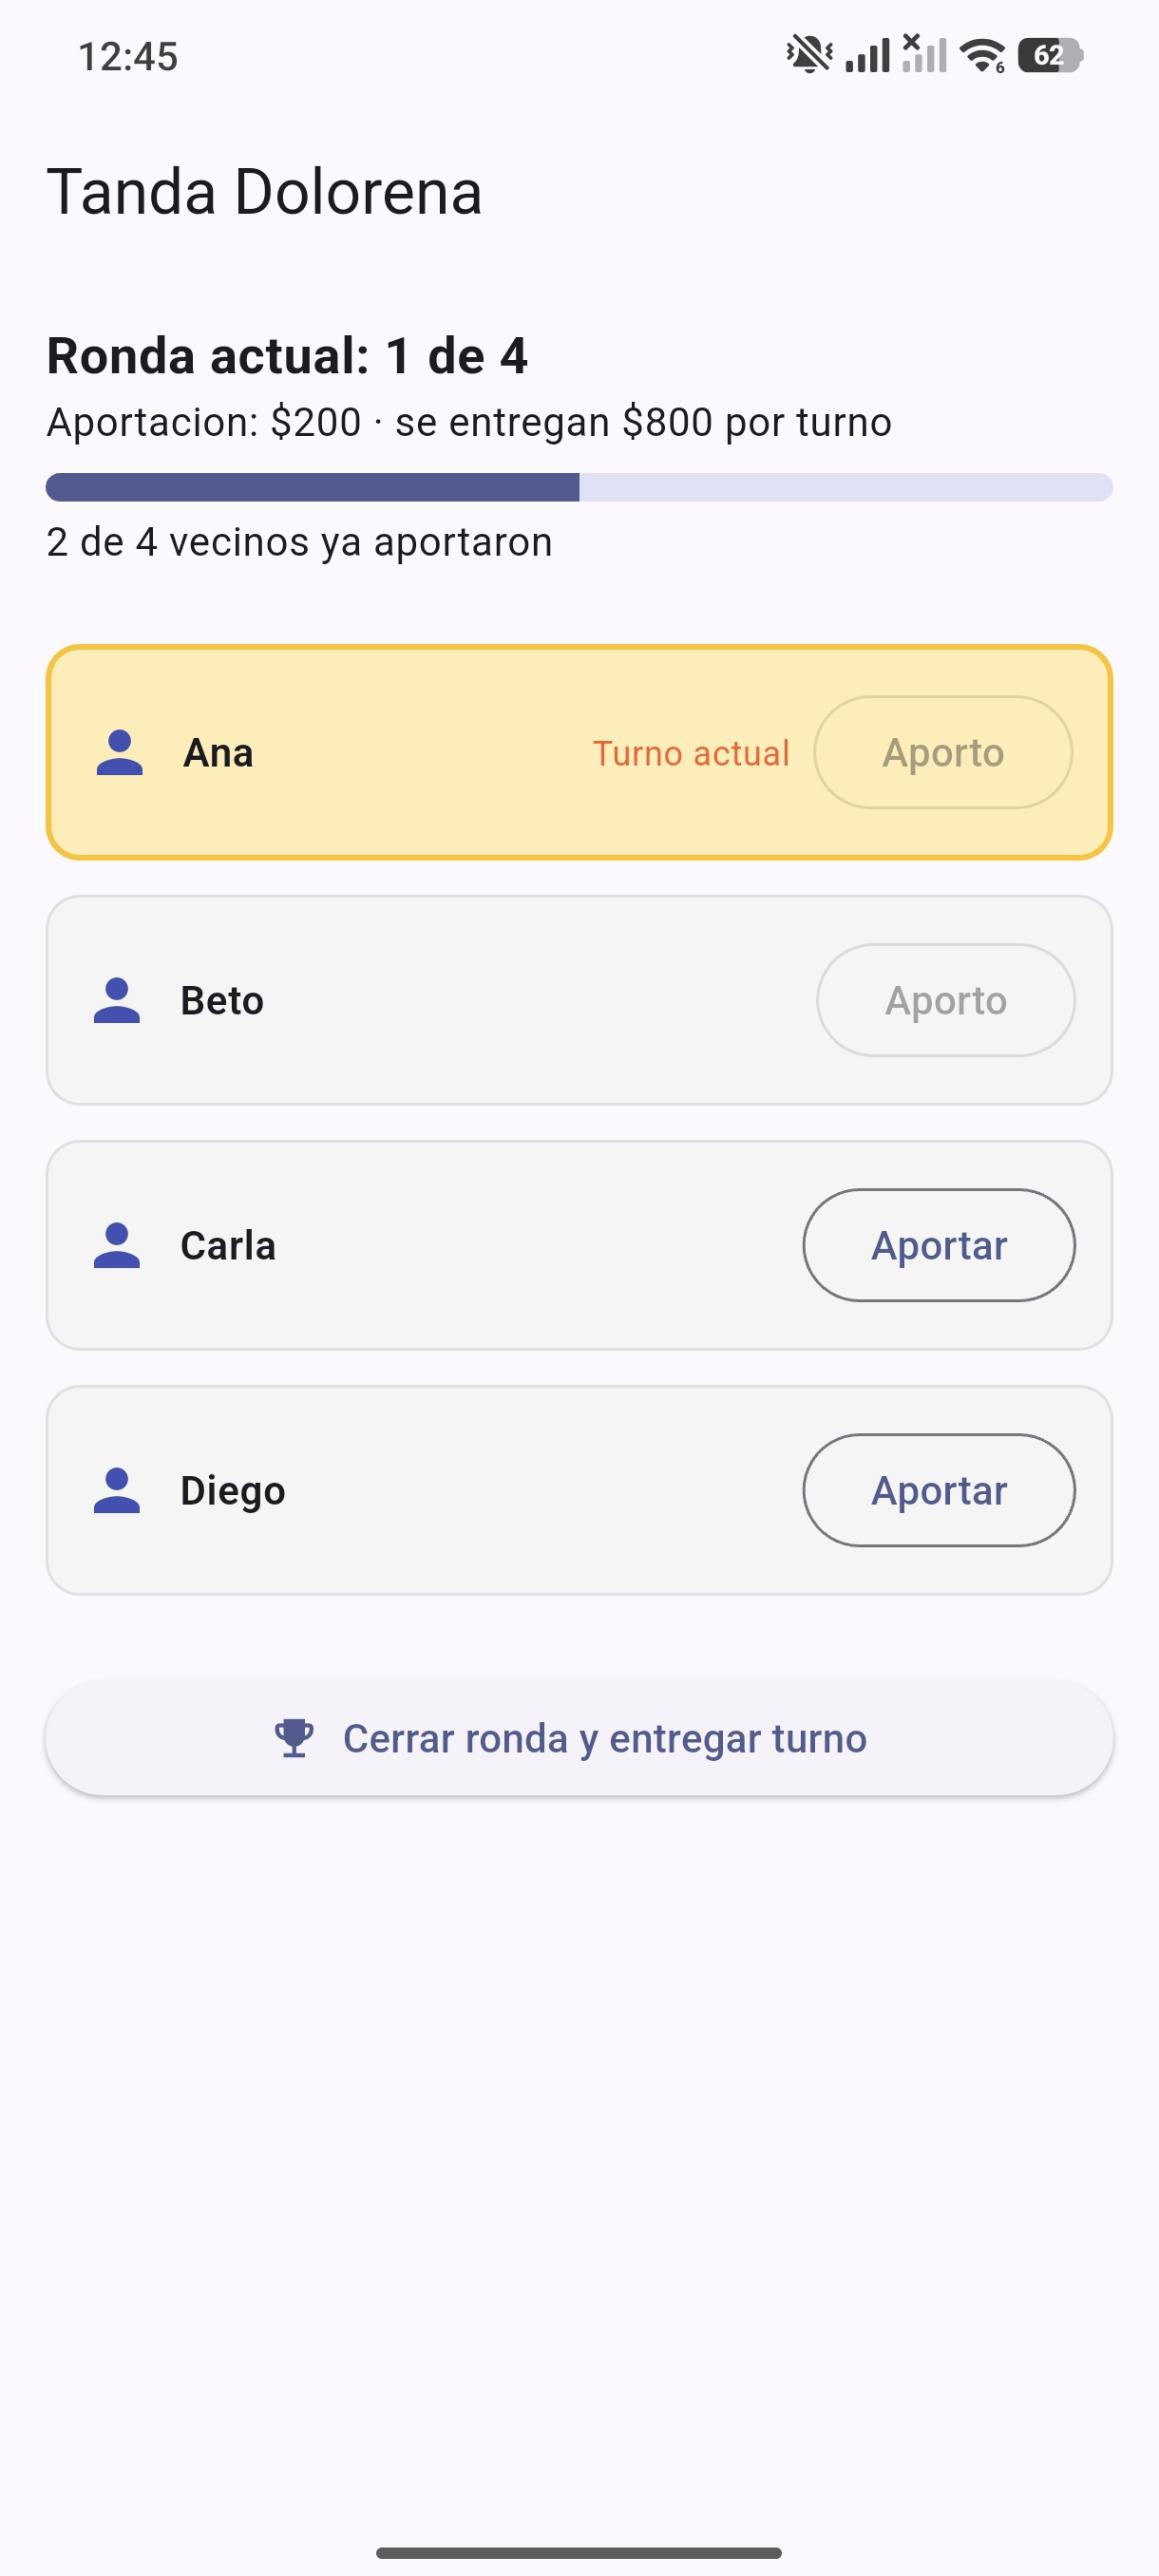 12:45
6
62
Tanda Dolorena
Ronda actual: 1 de 4
Aportacion: $200 · se entregan $800 por turno
2 de 4 vecinos ya aportaron
Ana Turno actual Aporto
Beto Aporto
Carla Aportar
Diego Aportar
Cerrar ronda y entregar turno